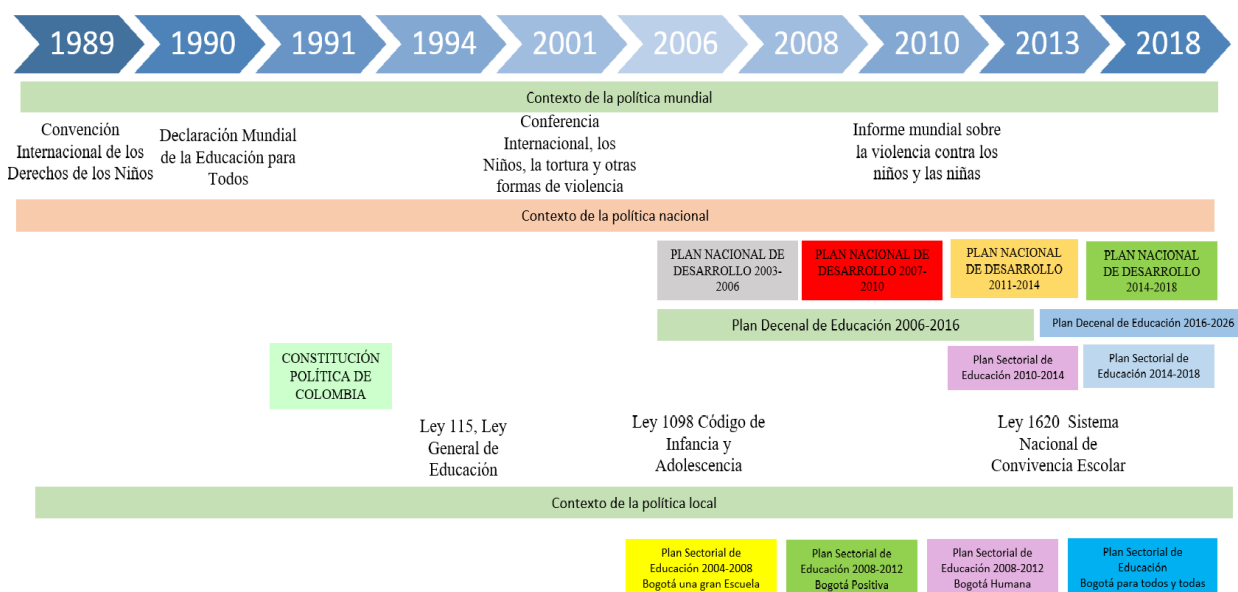 1989 1990 1991 1994 2001 2006 2008 2010 2013 2018
Contexto de la política mundial
Convención
Internacional de los
Derechos de los Niños
Declaración Mundial
de la Educación para
Todos
Conferencia
Internacional, los
Niños, la tortura y otras
formas de violencia
Informe mundial sobre
la violencia contra los
niños y las niñas
Contexto de la política nacional
PLAN NACIONAL DE
DESARROLLO 2003-
2006
PLAN NACIONAL DE
DESARROLLO 2007-
2010
PLAN NACIONAL
DE DESARROLLO
2011-2014
PLAN NACIONAL
DE DESARROLLO
2014-2018
Plan Decenal de Educación 2006-2016
Plan Decenal de Educación 2016-2026
CONSTITUCIÓN
POLÍTICA DE
COLOMBIA
Plan Sectorial de
Educación 2010-2014
Plan Sectorial de
Educación 2014-2018
Ley 115, Ley
General de
Educación
Ley 1098 Código de
Infancia y
Adolescencia
Ley 1620 Sistema
Nacional de
Convivencia Escolar
Contexto de la política local
Plan Sectorial de
Educación 2004-2008
Bogotá una gran Escuela
Plan Sectorial de
Educación 2008-2012
Bogotá Positiva
Plan Sectorial de
Educación 2008-2012
Bogotá Humana
Plan Sectorial de
Educación
Bogotá para todos y todas